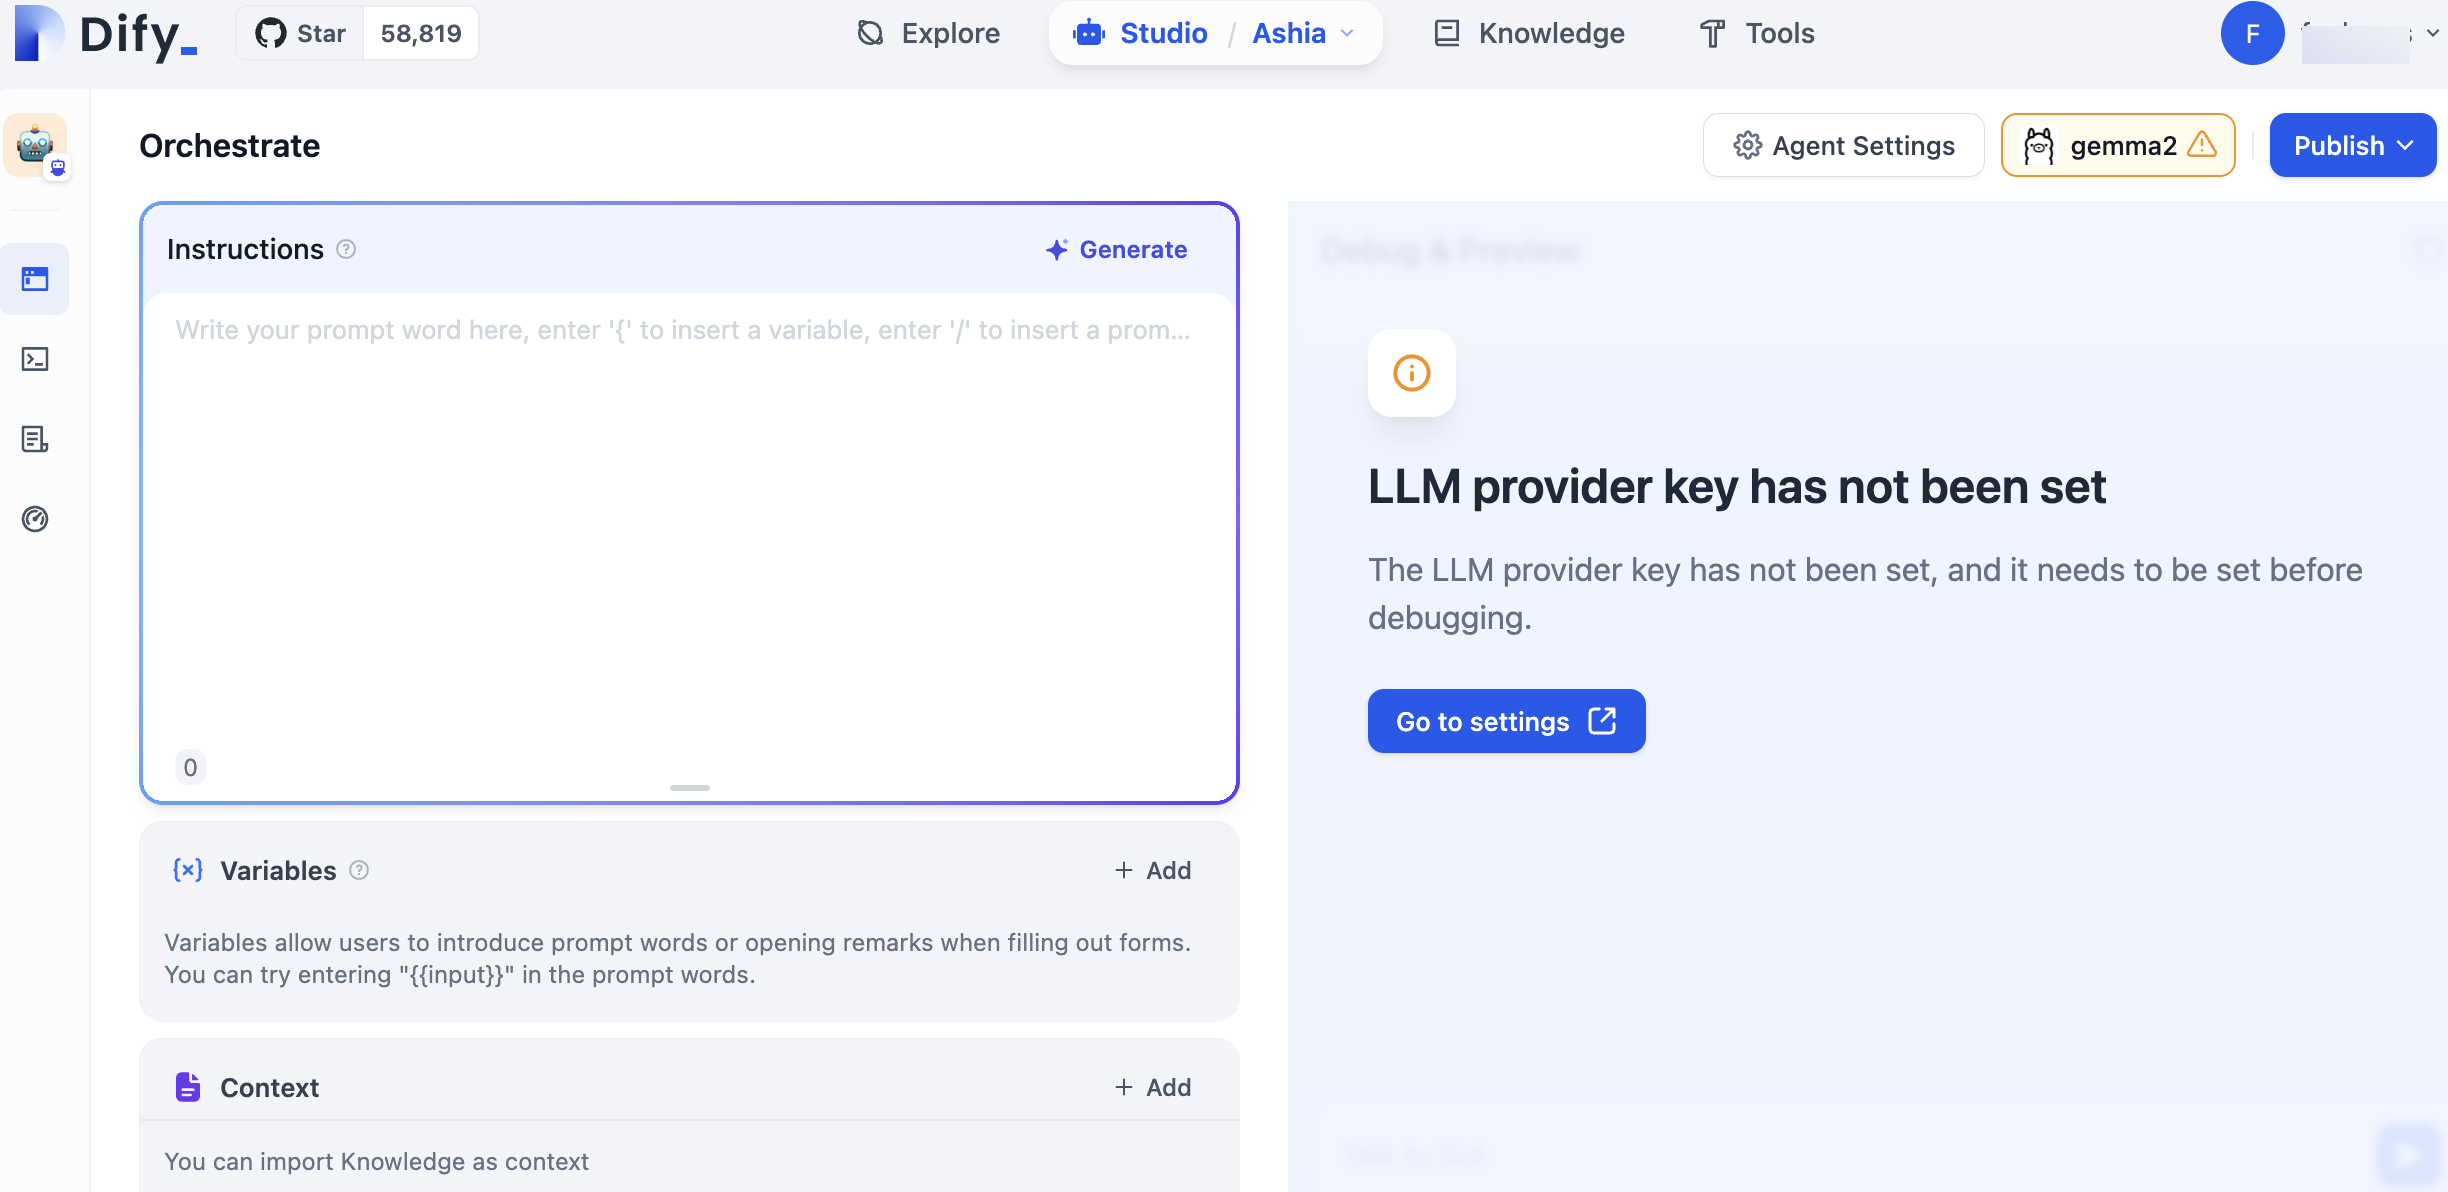 Dify_
Star 58,819
Explore
Studio / Ashia
Knowledge
Tools
F
Orchestrate
Agent Settings
gemma2
Publish
Instructions ?
Generate
Write your prompt word here, enter '{' to insert a variable, enter '/' to insert a prom...
0
Variables ?
+ Add
Variables allow users to introduce prompt words or opening remarks when filling out forms.
You can try entering "{{input}}" in the prompt words.
Context
+ Add
You can import Knowledge as context
Debug & Preview
LLM provider key has not been set
The LLM provider key has not been set, and it needs to be set before
debugging.
Go to settings